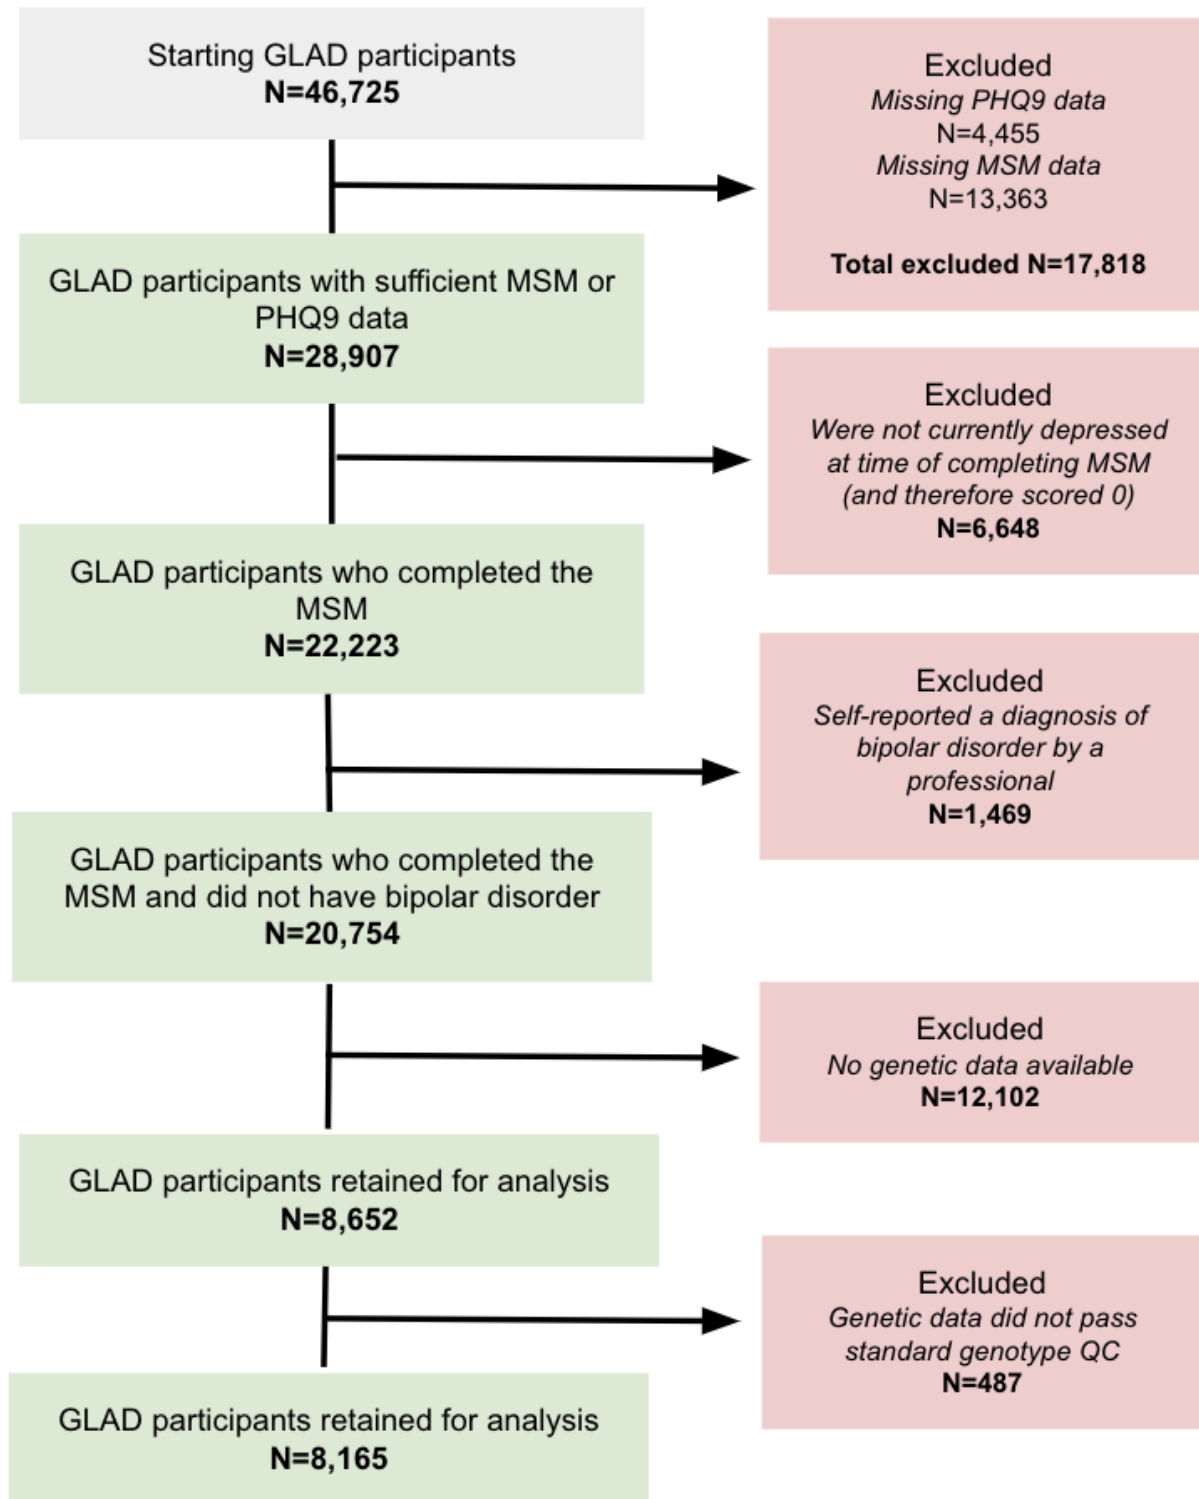 Starting GLAD participants
N=46,725
Excluded
Missing PHQ9 data
N=4,455
Missing MSM data
N=13,363
Total excluded N=17,818
GLAD participants with sufficient MSM or
PHQ9 data
N=28,907
Excluded
Were not currently depressed
at time of completing MSM
(and therefore scored 0)
N=6,648
GLAD participants who completed the
MSM
N=22,223
Excluded
Self-reported a diagnosis of
bipolar disorder by a
professional
N=1,469
GLAD participants who completed the
MSM and did not have bipolar disorder
N=20,754
Excluded
No genetic data available
N=12,102
GLAD participants retained for analysis
N=8,652
Excluded
Genetic data did not pass
standard genotype QC
N=487
GLAD participants retained for analysis
N=8,165